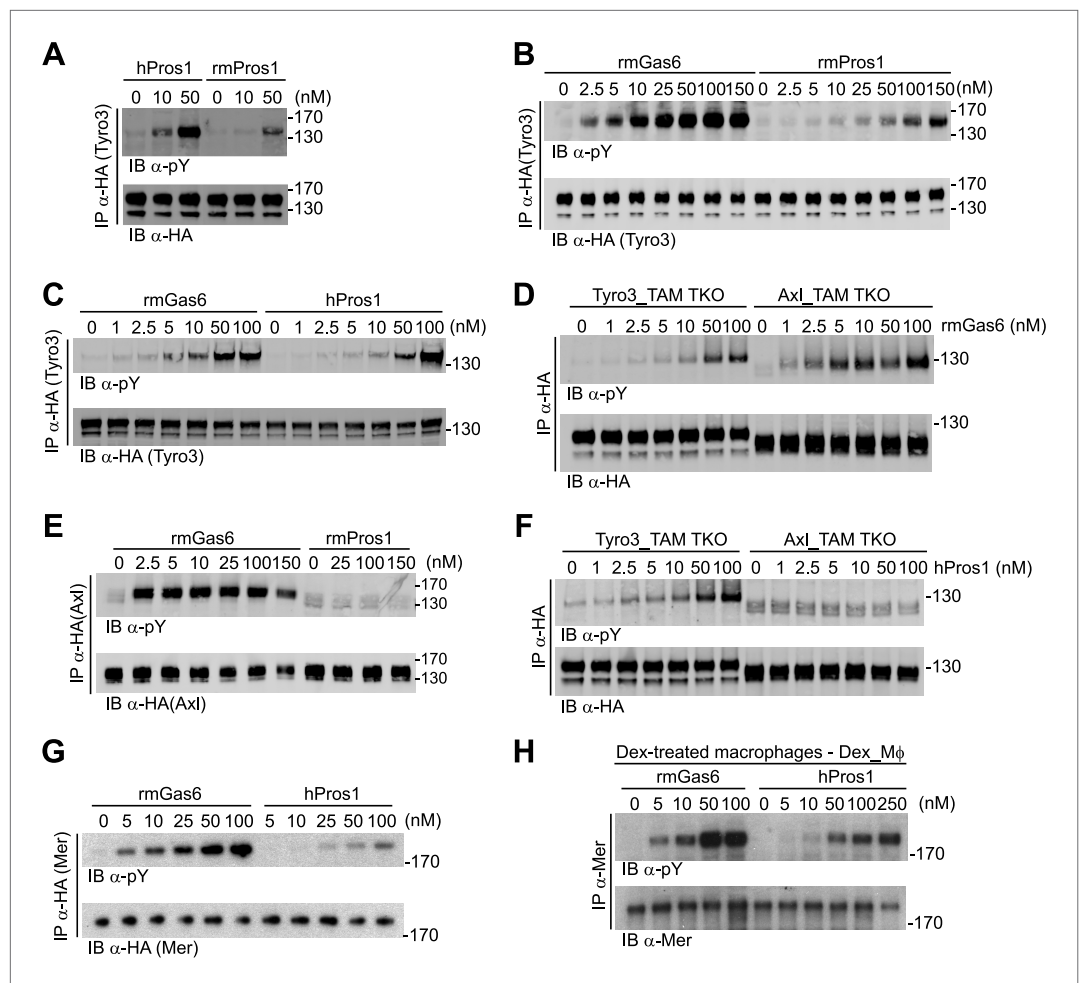 A
hPros1 rmPros1
0 10 50 0 10 50 (nM)
-170
-130
IB α-pY
-170
-130
IB α-HA
IP α-HA (Tyro3)
B
rmGas6 rmPros1
0 2.5 5 10 25 50 100 150 0 2.5 5 10 25 50 100 150 (nM)
-170
-130
IB α-pY
-170
-130
IB α-HA (Tyro3)
IP α-HA(Tyro3)
C
rmGas6 hPros1
0 1 2.5 5 10 50 100 0 1 2.5 5 10 50 100 (nM)
-130
IB α-pY
-130
IB α-HA (Tyro3)
IP α-HA (Tyro3)
D
Tyro3_TAM TKO Axl_TAM TKO
0 1 2.5 5 10 50 100 0 1 2.5 5 10 50 100 rmGas6 (nM)
-130
IB α-pY
-130
IB α-HA
IP α-HA
E
rmGas6 rmPros1
0 2.5 5 10 25 100 150 0 25 100 150 (nM)
-170
-130
IB α-pY
-170
-130
IB α-HA(Axl)
IP α-HA(Axl)
F
Tyro3_TAM TKO Axl_TAM TKO
0 1 2.5 5 10 50 100 0 1 2.5 5 10 50 100 hPros1 (nM)
-130
IB α-pY
-130
IB α-HA
IP α-HA
G
rmGas6 hPros1
0 5 10 25 50 100 5 10 25 50 100 (nM)
-170
IB α-pY
-170
IB α-HA (Mer)
IP α-HA (Mer)
H
Dex-treated macrophages - Dex_Mϕ
rmGas6 hPros1
0 5 10 50 100 0 5 10 50 100 250 (nM)
-170
IB α-pY
-170
IB α-Mer
IP α-Mer